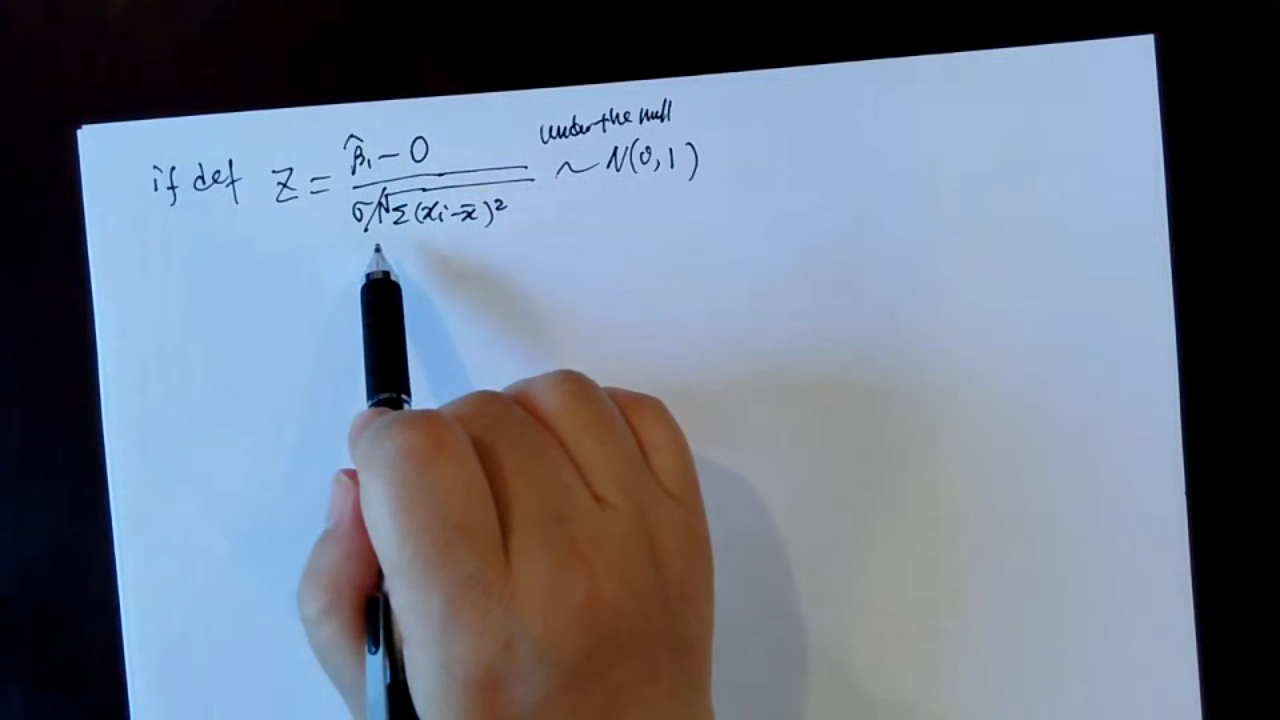 under the null
if def Z = β̂₁ − 0 / σ/√Σ(xᵢ−x̄)² ~ N(0,1)